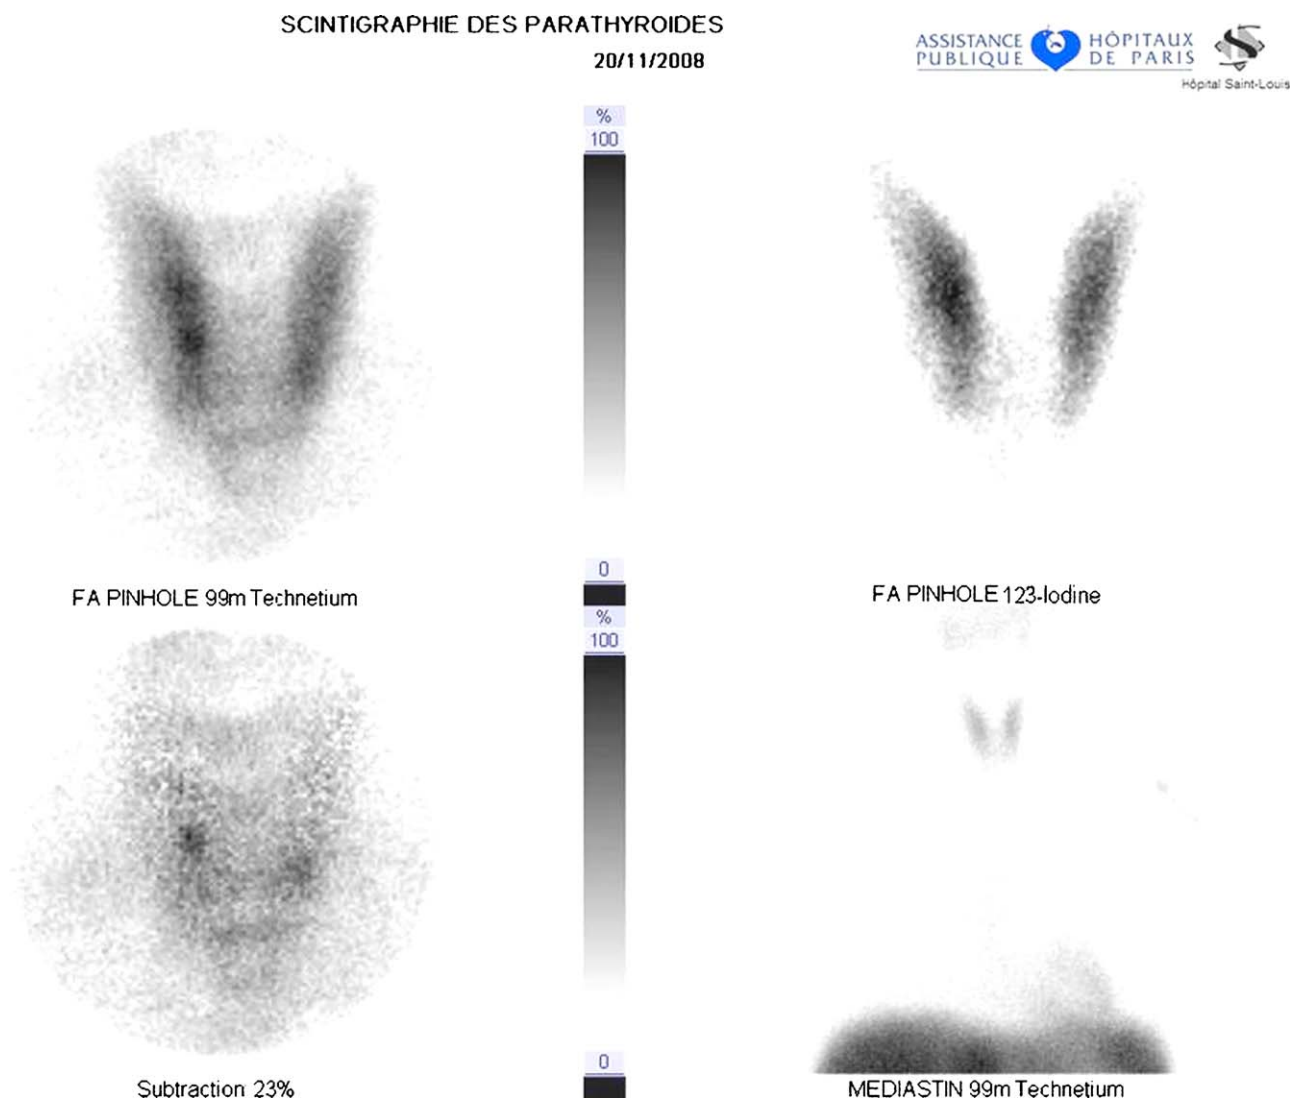 SCINTIGRAPHIE DES PARATHYROIDES
20/11/2008
ASSISTANCE PUBLIQUE HÔPITAUX DE PARIS
Hôpital Saint-Louis
%
100
0
FA PINHOLE 99m Technetium
FA PINHOLE 123-Iodine
%
100
0
Subtraction 23%
MEDIASTIN 99m Technetium